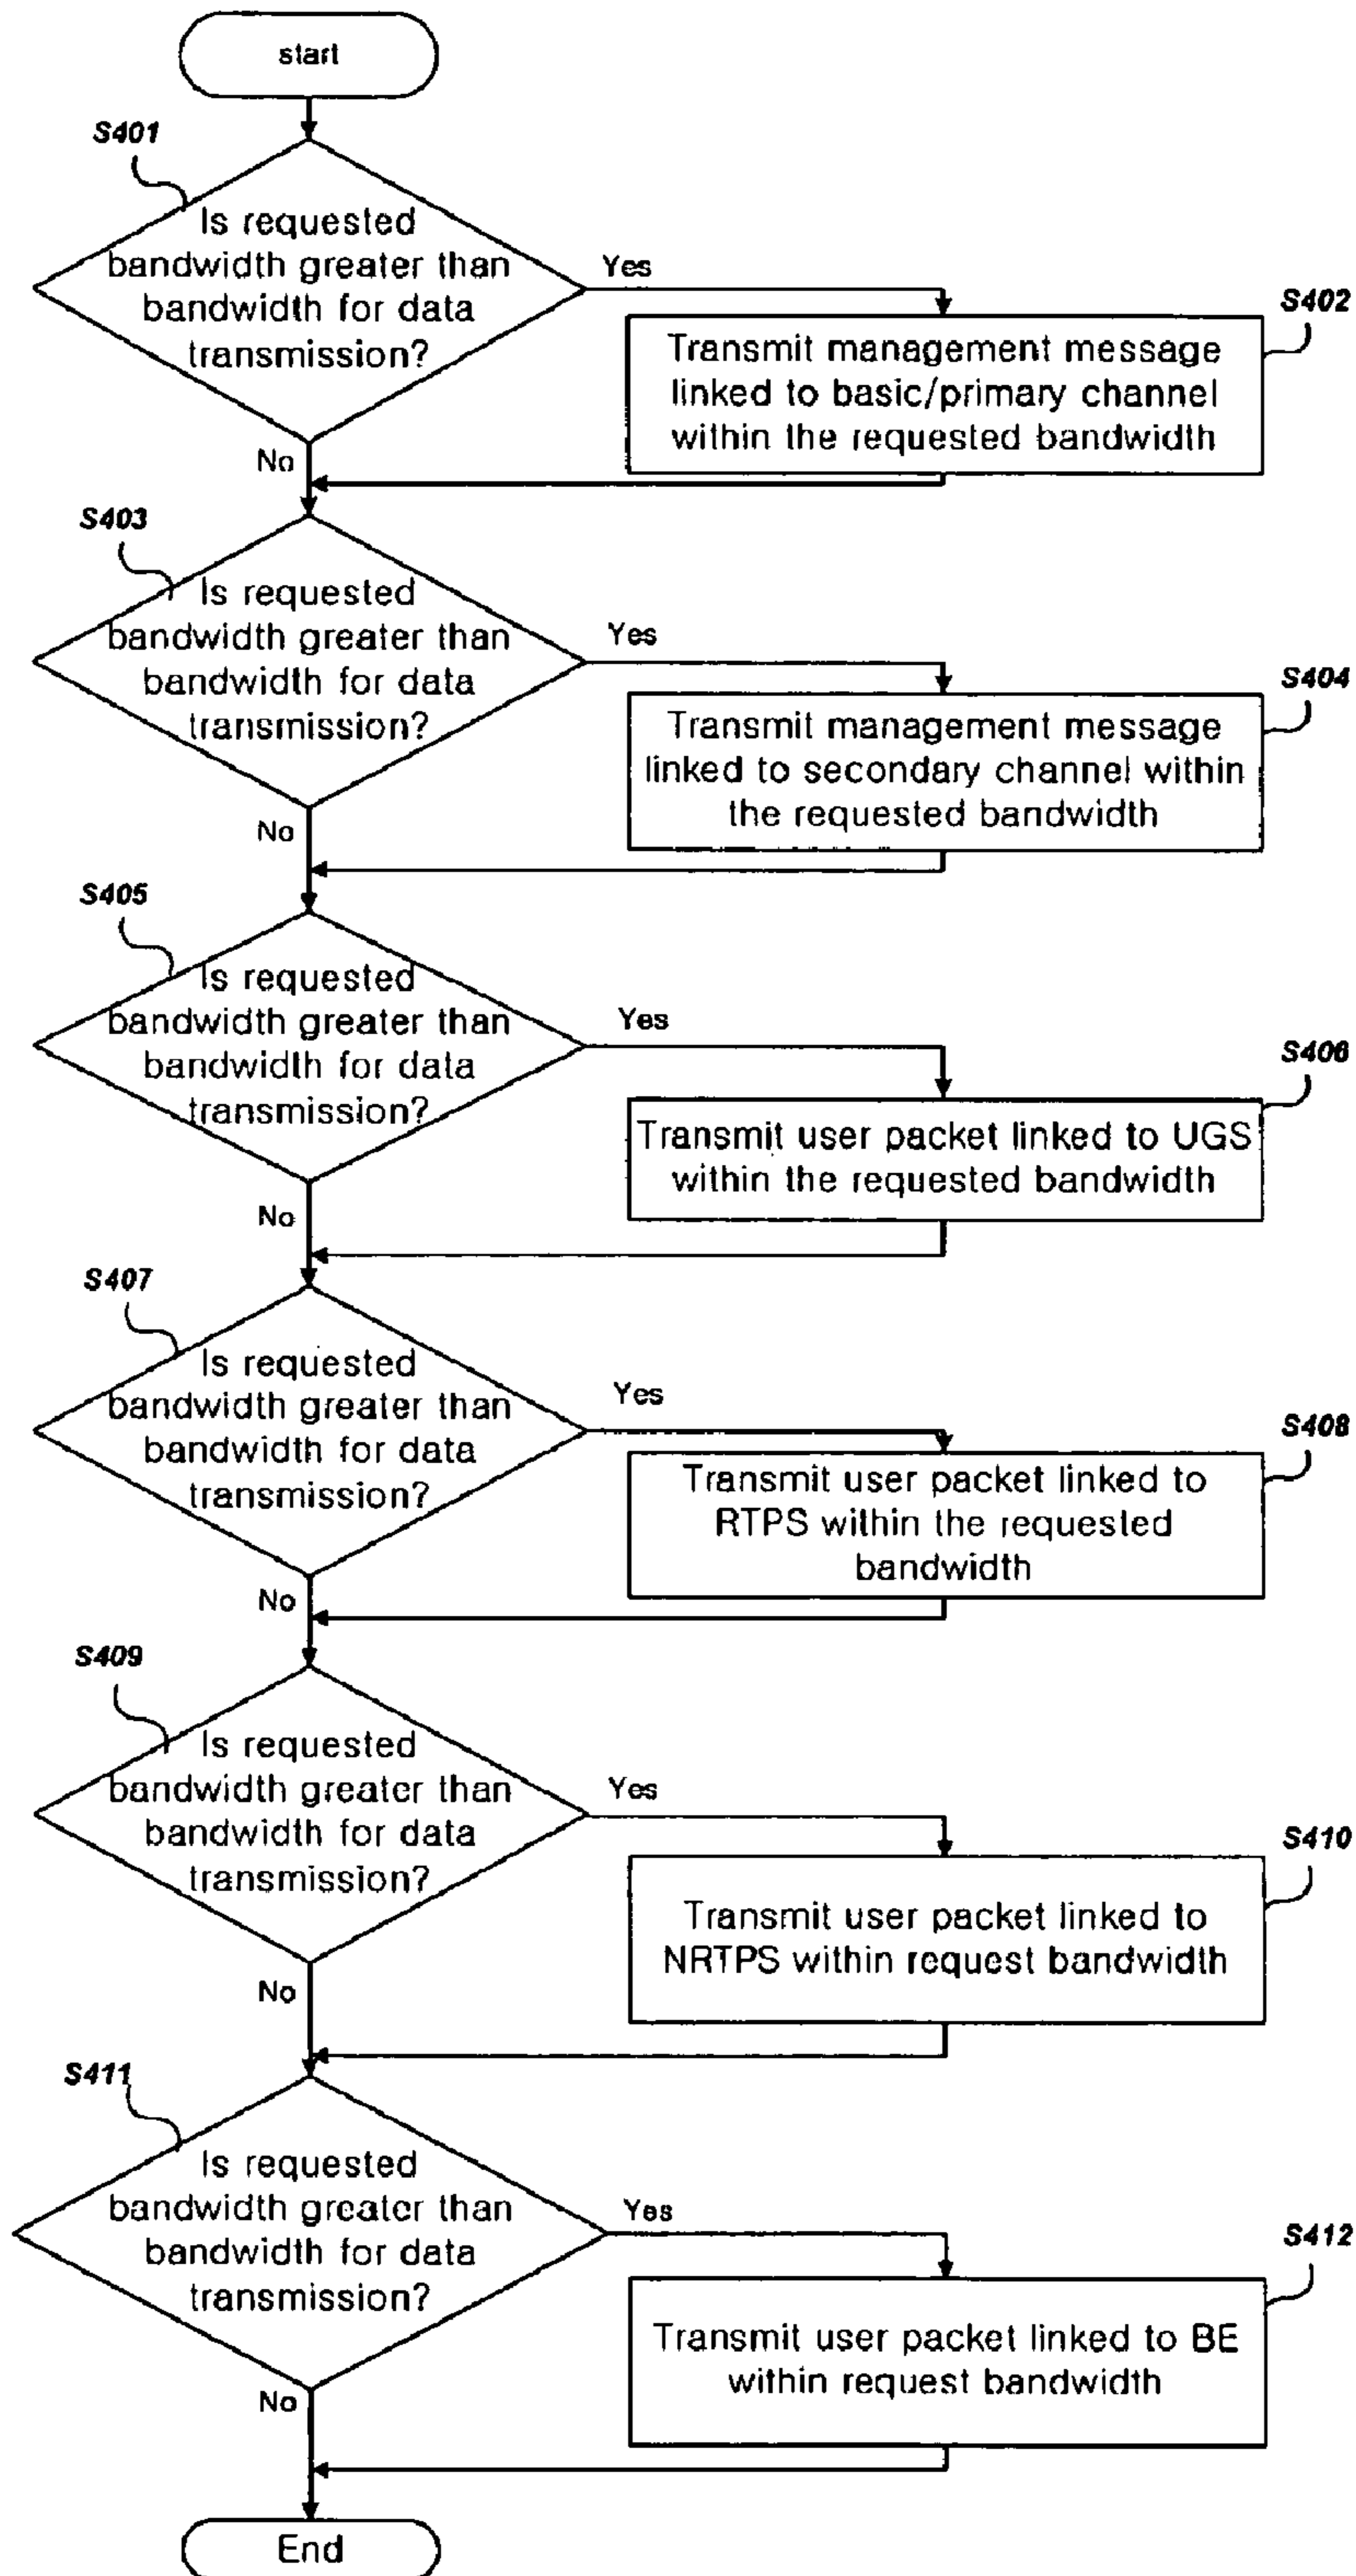 start
S401
Is requested
bandwidth greater than
bandwidth for data
transmission?
Yes
S402
Transmit management message
linked to basic/primary channel
within the requested bandwidth
No
S403
Is requested
bandwidth greater than
bandwidth for data
transmission?
Yes
S404
Transmit management message
linked to secondary channel within
the requested bandwidth
No
S405
Is requested
bandwidth greater than
bandwidth for data
transmission?
Yes
S406
Transmit user packet linked to UGS
within the requested bandwidth
No
S407
Is requested
bandwidth greater than
bandwidth for data
transmission?
Yes
S408
Transmit user packet linked to
RTPS within the requested
bandwidth
No
S409
Is requested
bandwidth greater than
bandwidth for data
transmission?
Yes
S410
Transmit user packet linked to
NRTPS within request bandwidth
No
S411
Is requested
bandwidth greater than
bandwidth for data
transmission?
Yes
S412
Transmit user packet linked to BE
within request bandwidth
No
End